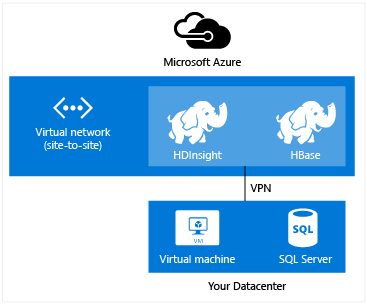 Microsoft Azure
Virtual network
(site-to-site)
HDInsight
HBase
VPN
VM
SQL
Virtual machine
SQL Server
Your Datacenter